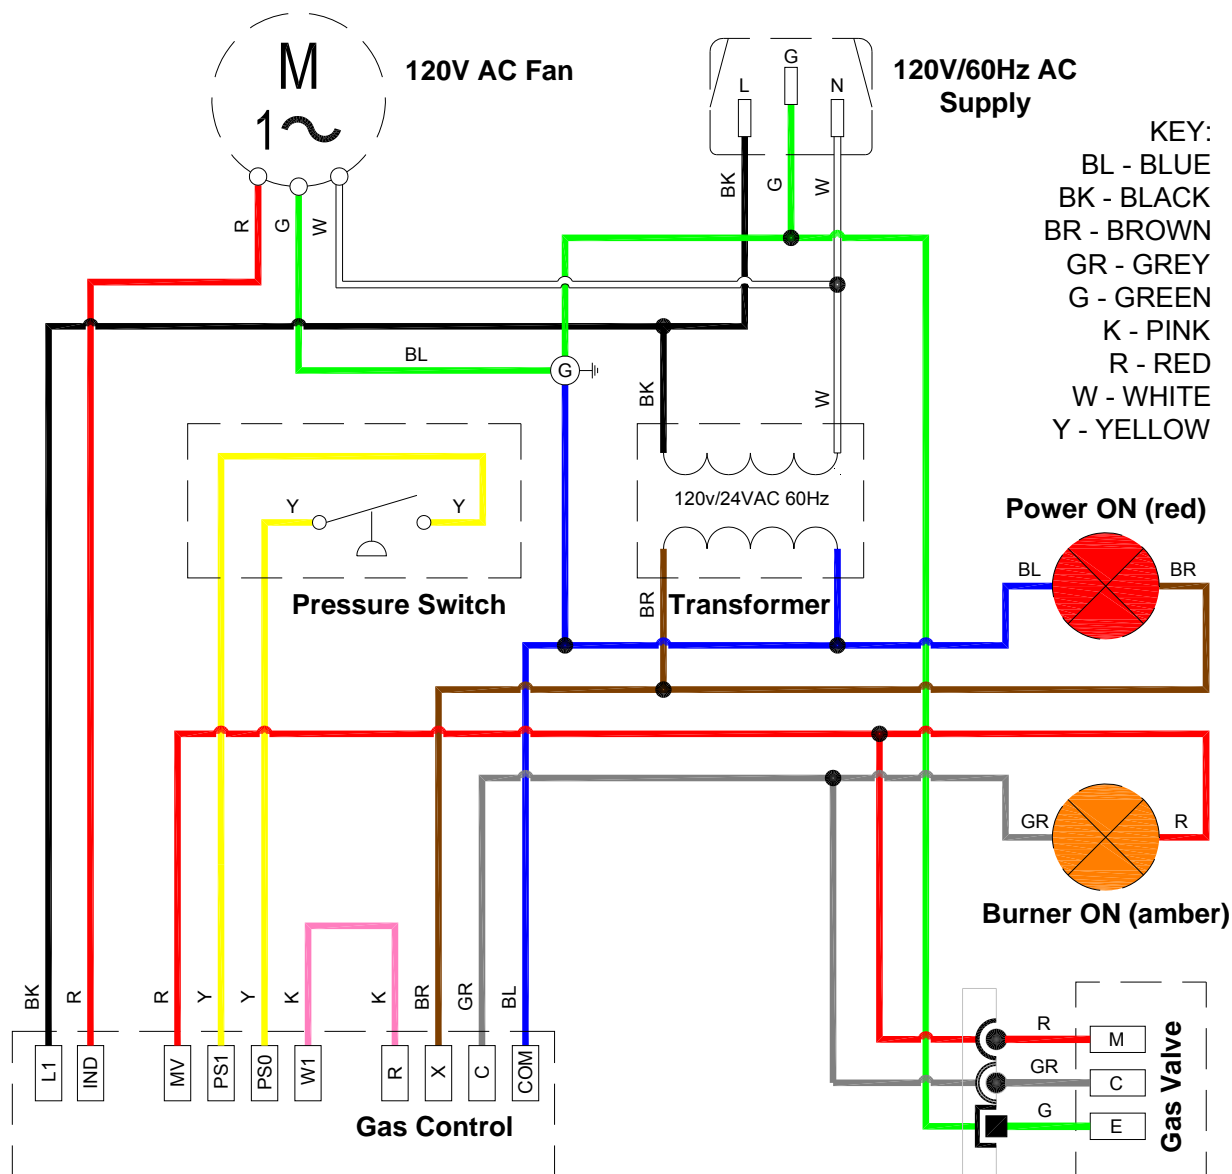 M
1
120V AC Fan
G
L
N
120V/60Hz AC
Supply
KEY:
BL - BLUE
BK - BLACK
BR - BROWN
GR - GREY
G - GREEN
K - PINK
R - RED
W - WHITE
Y - YELLOW
R
G
W
BK
G
W
BL
G
BK
W
Y
Y
120v/24VAC 60Hz
Pressure Switch
BR
Transformer
Power ON (red)
BL
BR
GR
R
Burner ON (amber)
BK
R
R
Y
Y
K
K
BR
GR
BL
L1
IND
MV
PS1
PS0
W1
R
X
C
COM
Gas Control
R
M
GR
C
G
E
Gas Valve